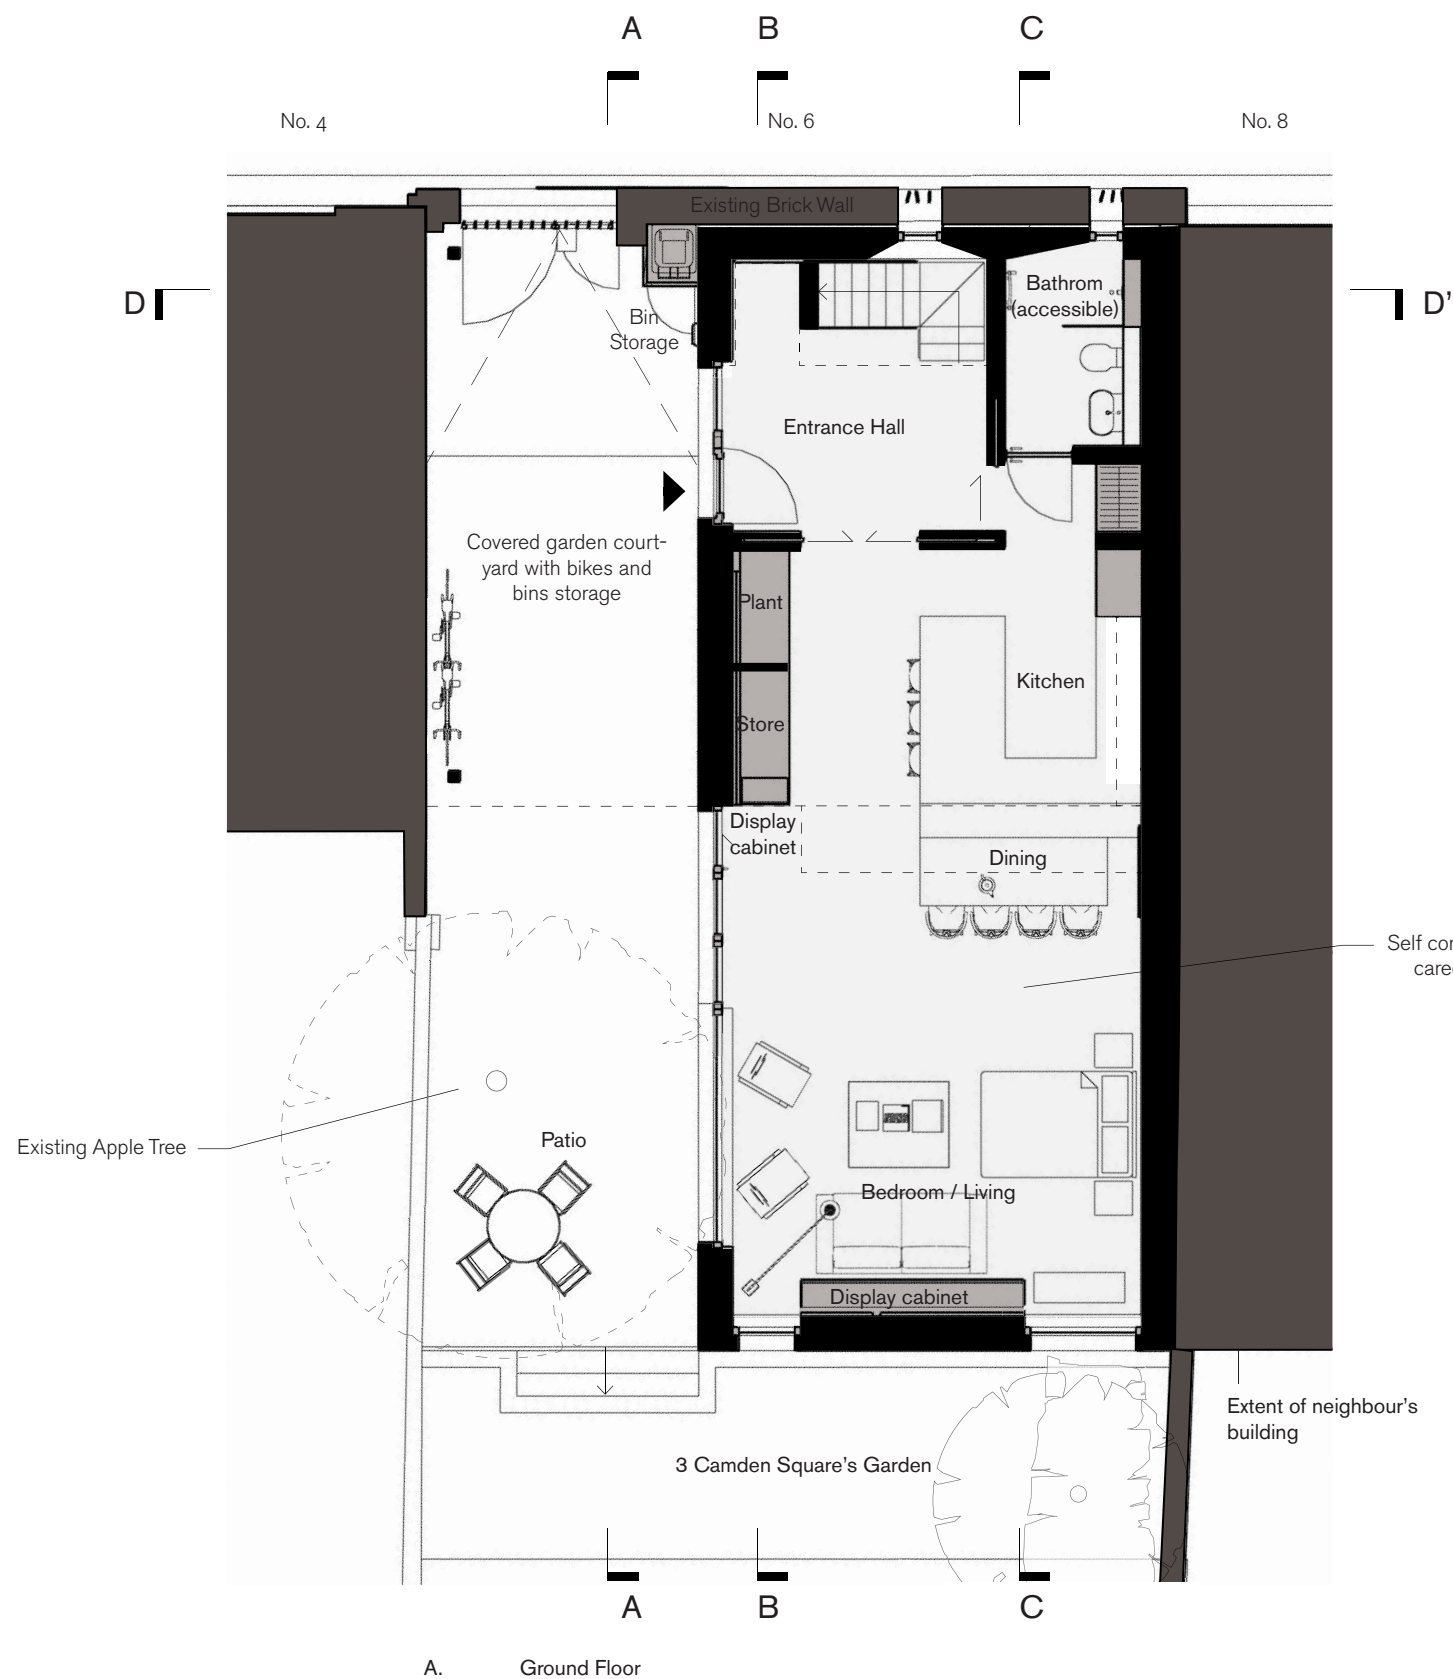 A
B
C
No. 4
No. 6
No. 8
Existing Brick Wall
D
D'
Bathrom
(accessible)
Bin
Storage
Entrance Hall
Covered garden court-
yard with bikes and
bins storage
Plant
Kitchen
Store
Display
cabinet
Dining
Self
Existing Apple Tree
Patio
Bedroom / Living
Display cabinet
Extent of neighbour's
building
3 Camden Square's Garden
A
B
C
A. Ground Floor